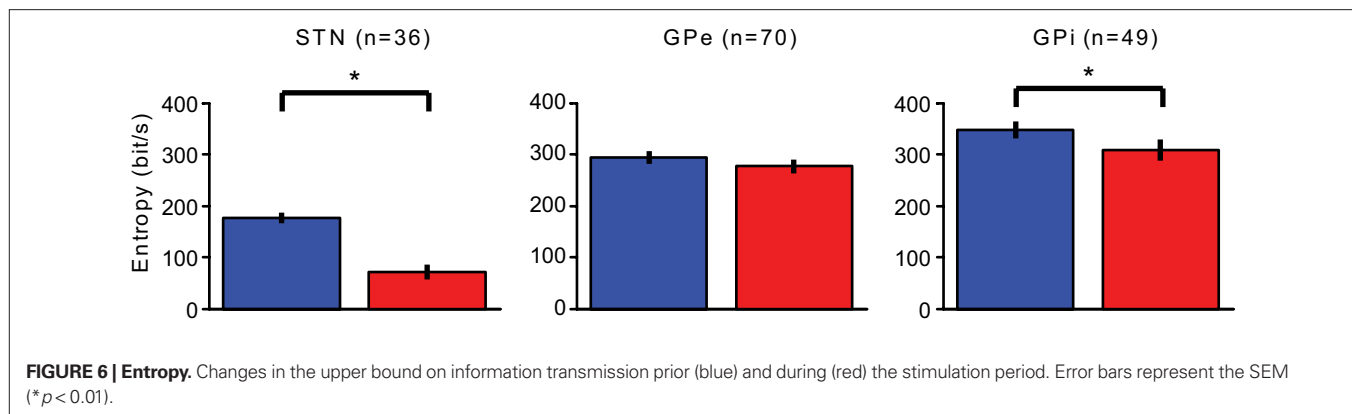 STN (n=36) GPe (n=70) GPi (n=49)
* *
400 400 400
300 300 300
200 200 200
100 100 100
0 0 0
Entropy (bit/s)
FIGURE 6 | Entropy. Changes in the upper bound on information transmission prior (blue) and during (red) the stimulation period. Error bars represent the SEM
(*p < 0.01).